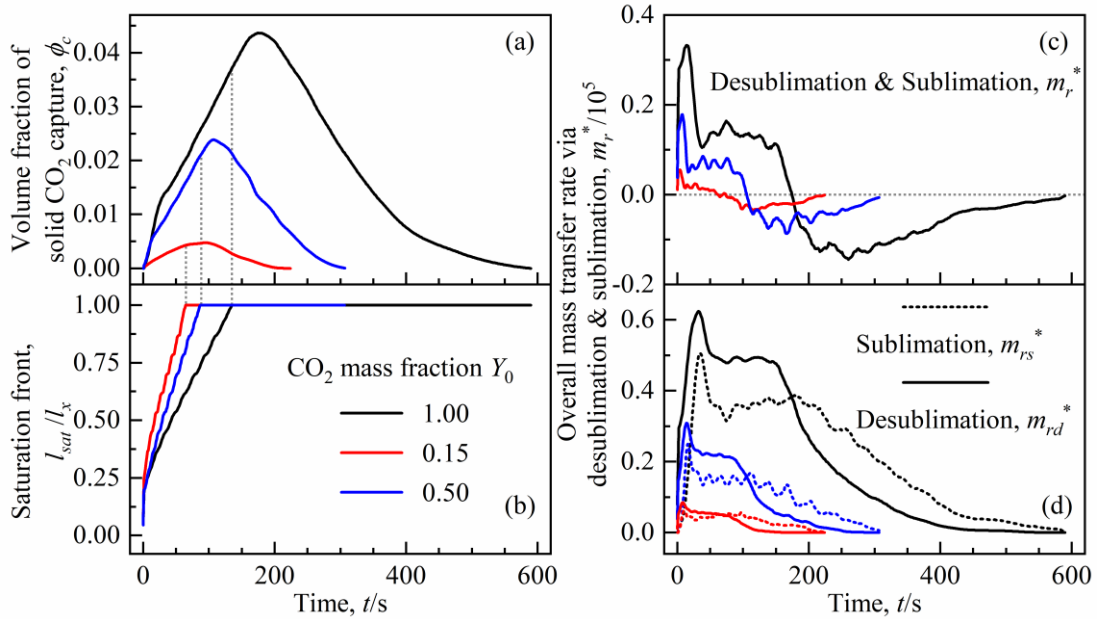 Volume fraction of
solid CO₂ capture, ϕc
0.04
0.03
0.02
0.01
0.00
(a)
Saturation front,
lsat/lx
1.00
0.75
0.50
0.25
0.00
CO₂ mass fraction Y₀
1.00
0.15
0.50
(b)
0 200 400 600
Time, t/s
Overall mass transfer rate via
desublimation & sublimation, mr*/10⁵
0.4
0.2
0.0
-0.2
(c)
Desublimation & Sublimation, mr*
0.6
0.4
0.2
0.0
Sublimation, mrs*
Desublimation, mrd*
(d)
0 200 400 600
Time, t/s